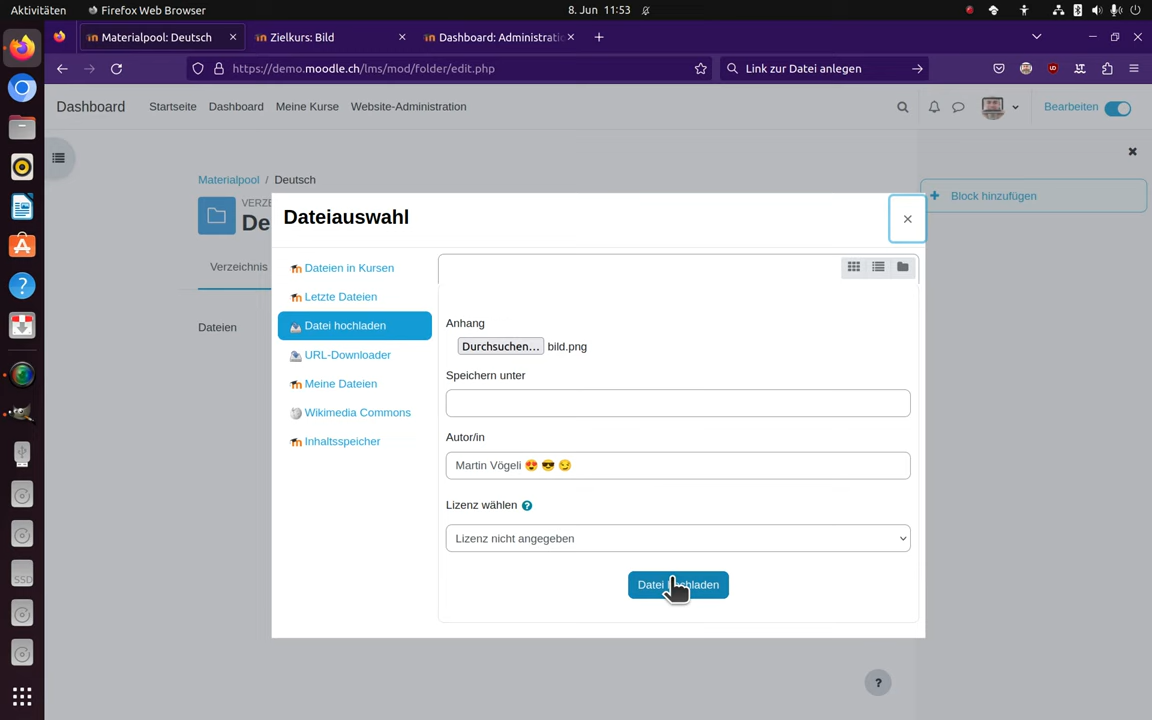 Aktivitäten
Firefox Web Browser
8. Jun 11:53
Materialpool: Deutsch
Zielkurs: Bild
Dashboard: Administratio
https://demo.moodle.ch/lms/mod/folder/edit.php
Link zur Datei anlegen
Dashboard
Startseite
Dashboard
Meine Kurse
Website-Administration
Bearbeiten
Materialpool / Deutsch
VERZE
De
Block hinzufügen
Verzeichnis
Dateien
Dateiauswahl
Dateien in Kursen
Letzte Dateien
Datei hochladen
URL-Downloader
Meine Dateien
Wikimedia Commons
Inhaltsspeicher
Anhang
Durchsuchen... bild.png
Speichern unter
Autor/in
Martin Vögeli 😍 😎 😏
Lizenz wählen ?
Lizenz nicht angegeben
Datei hochladen
?
SSD